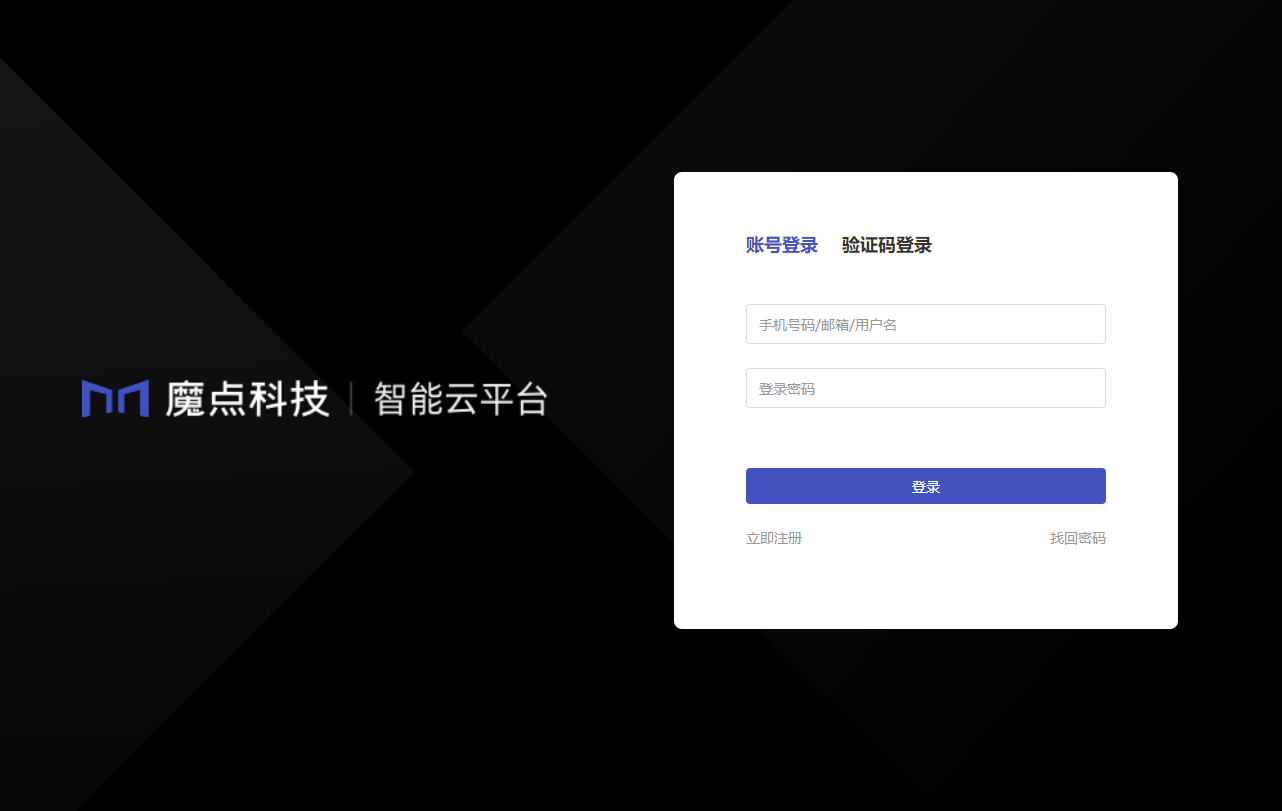 魔点科技 | 智能云平台
账号登录 验证码登录
手机号码/邮箱/用户名
登录密码
登录
立即注册 找回密码